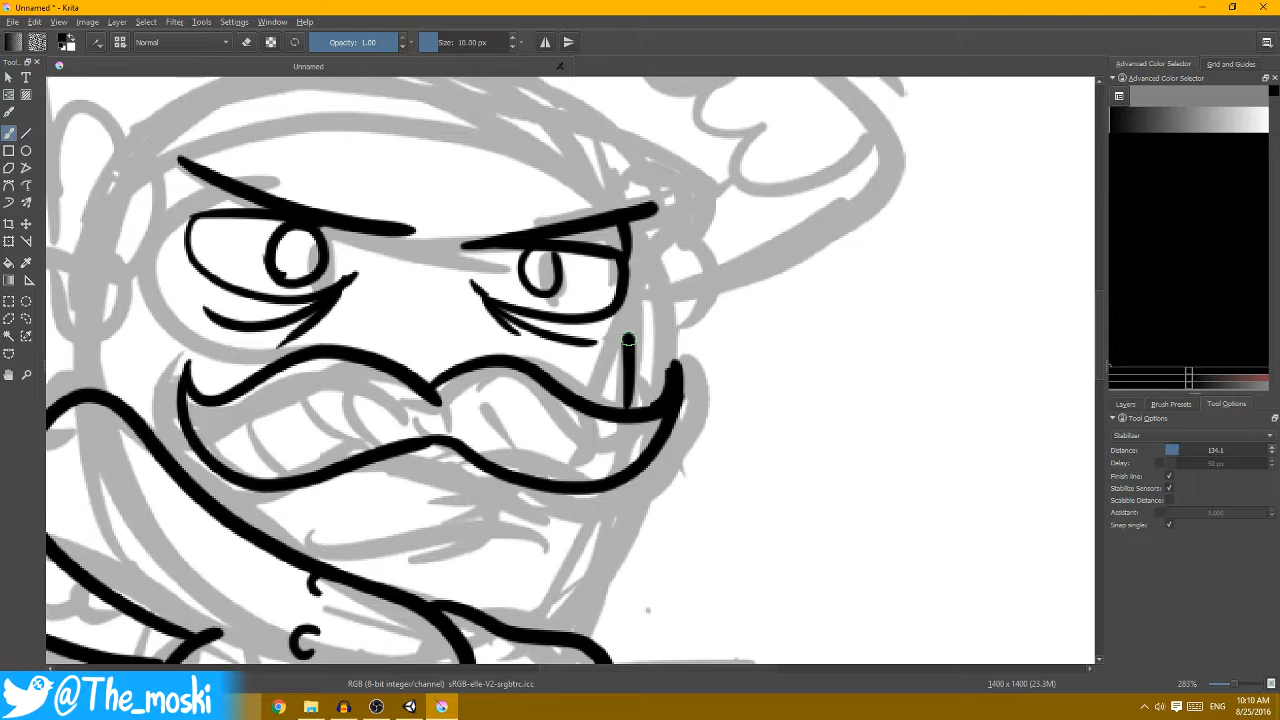 Unnamed * - Krita
File Edit View Image Layer Select Filter Tools Settings Window Help
Normal Opacity: 1.00 Size: 10.00 px
Tool... Unnamed Advanced Color Selector Grid and Guides
Advanced Color Selector
Layers Brush Presets Tool Options
Tool Options
Stabilizer
Distance: 134.1
Delay: 50 px
Finish line:
Stabilize Sensors:
Scalable Distance:
Assistant: 1,000
Snap angle:
RGB (8-bit integer/channel) sRGB-elle-V2-srgbtrc.icc 1400 x 1400 (23.3M) 283%
@The_moski
ENG 10:10 AM
8/25/2016